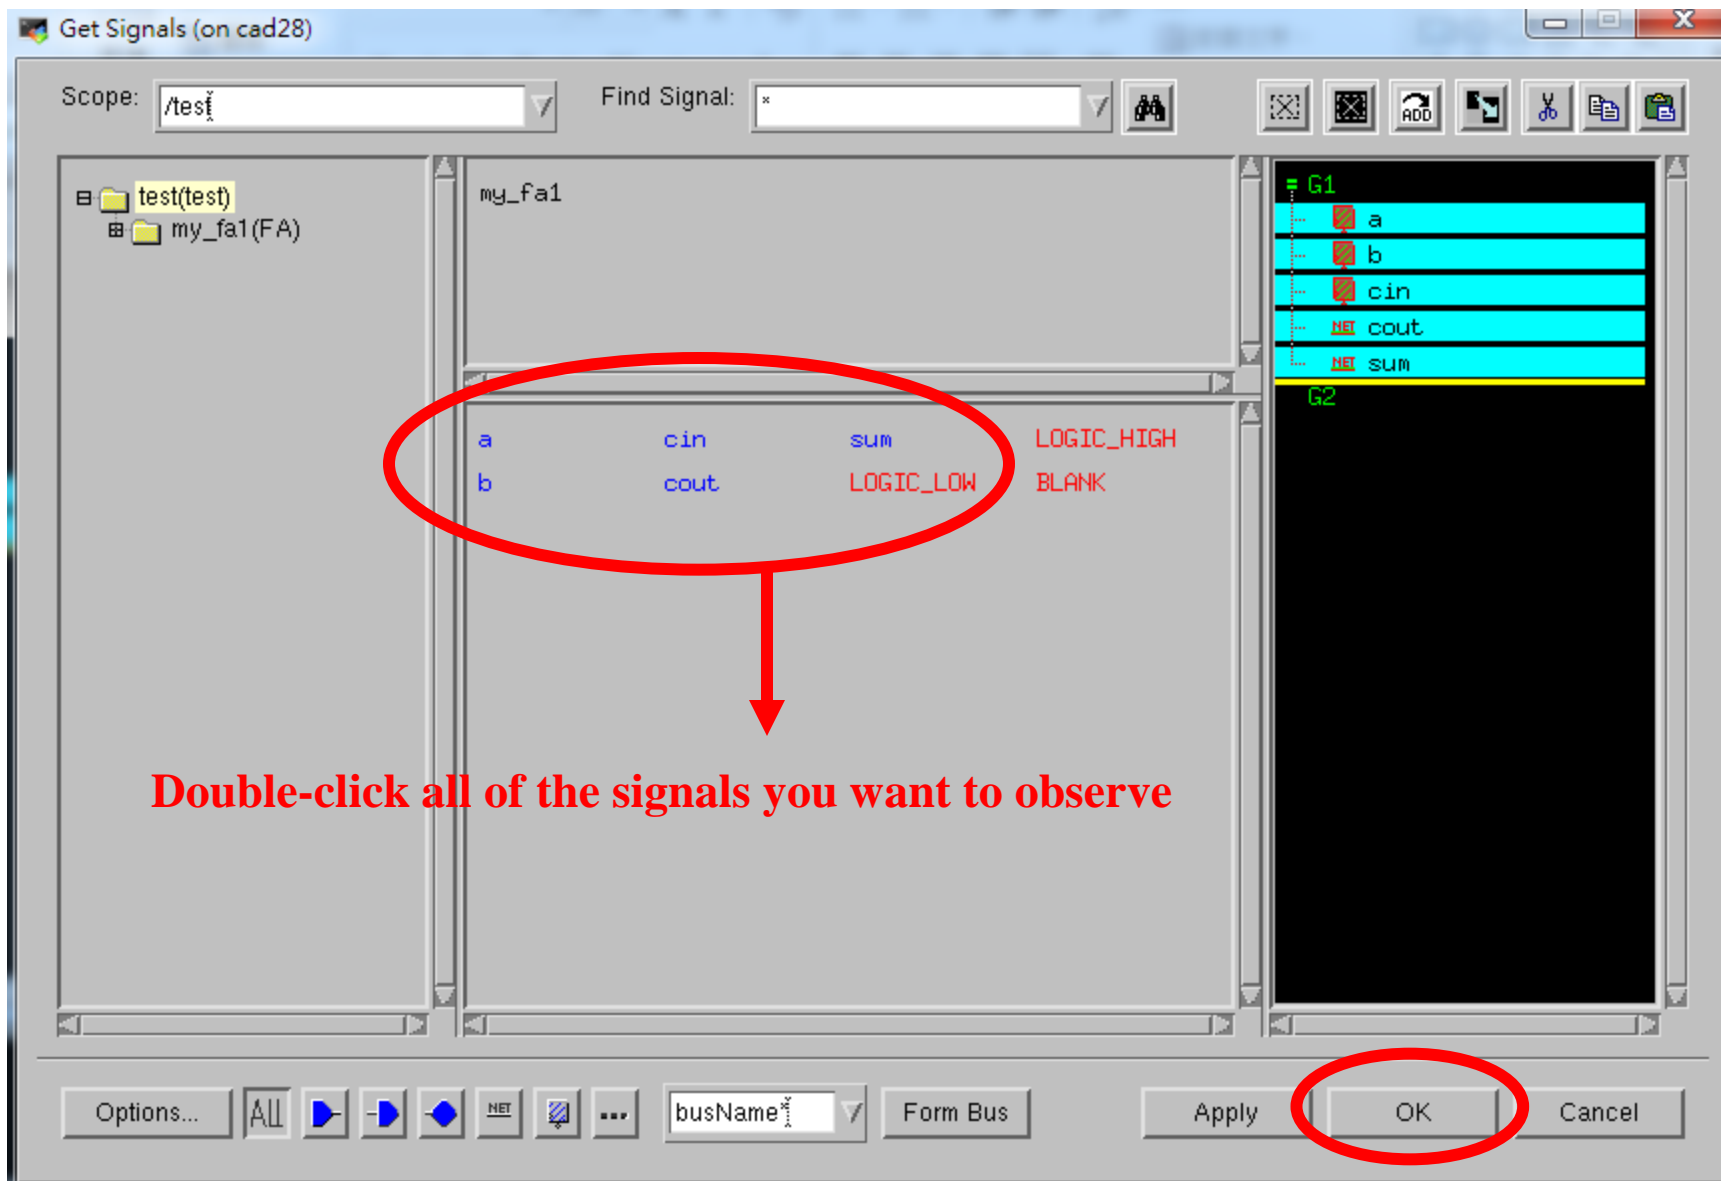 Get Signals (on cad28)
Scope: /test Find Signal: * ADD
test(test)
my_fa1(FA)
my_fa1
a cin sum LOGIC_HIGH
b cout LOGIC_LOW BLANK
G1
a
b
cin
NET cout
NET sum
G2
Double-click all of the signals you want to observe
Options... All NET ... busName* Form Bus Apply OK Cancel